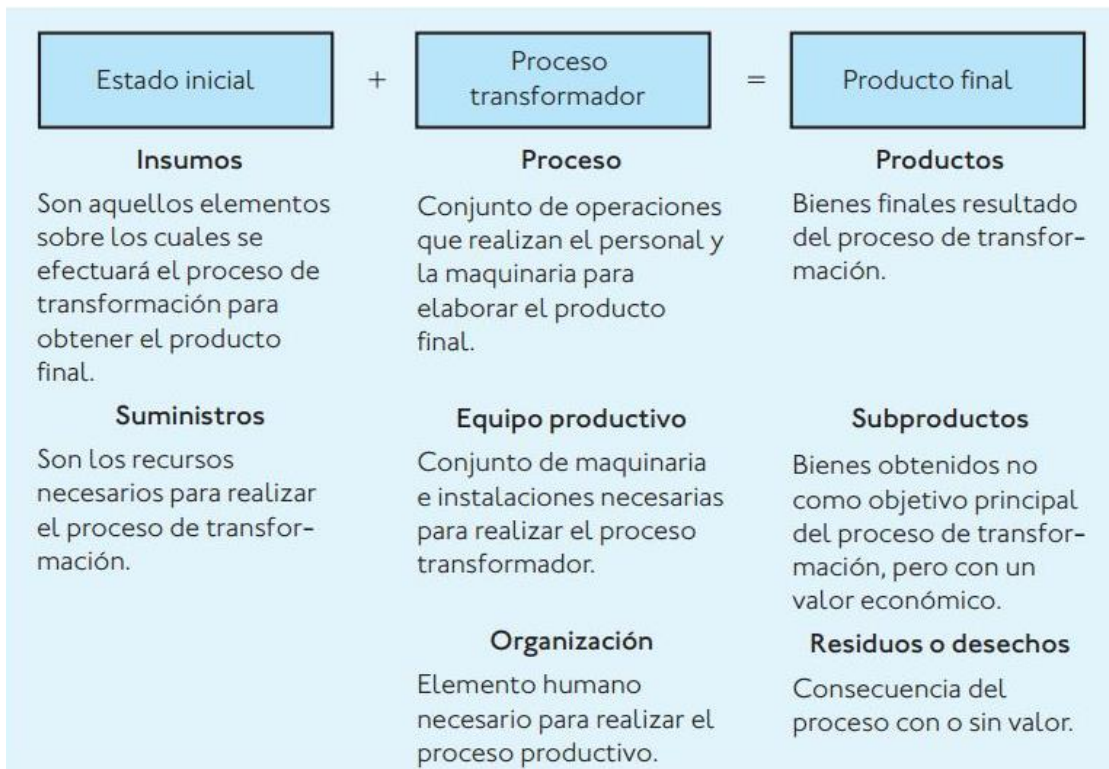 Estado inicial
+
Proceso
transformador
=
Producto final
Insumos
Son aquellos elementos
sobre los cuales se
efectuará el proceso de
transformación para
obtener el producto
final.
Suministros
Son los recursos
necesarios para realizar
el proceso de transfor-
mación.
Proceso
Conjunto de operaciones
que realizan el personal y
la maquinaria para
elaborar el producto
final.
Equipo productivo
Conjunto de maquinaria
e instalaciones necesarias
para realizar el proceso
transformador.
Organización
Elemento humano
necesario para realizar el
proceso productivo.
Productos
Bienes finales resultado
del proceso de transfor-
mación.
Subproductos
Bienes obtenidos no
como objetivo principal
del proceso de transfor-
mación, pero con un
valor económico.
Residuos o desechos
Consecuencia del
proceso con o sin valor.